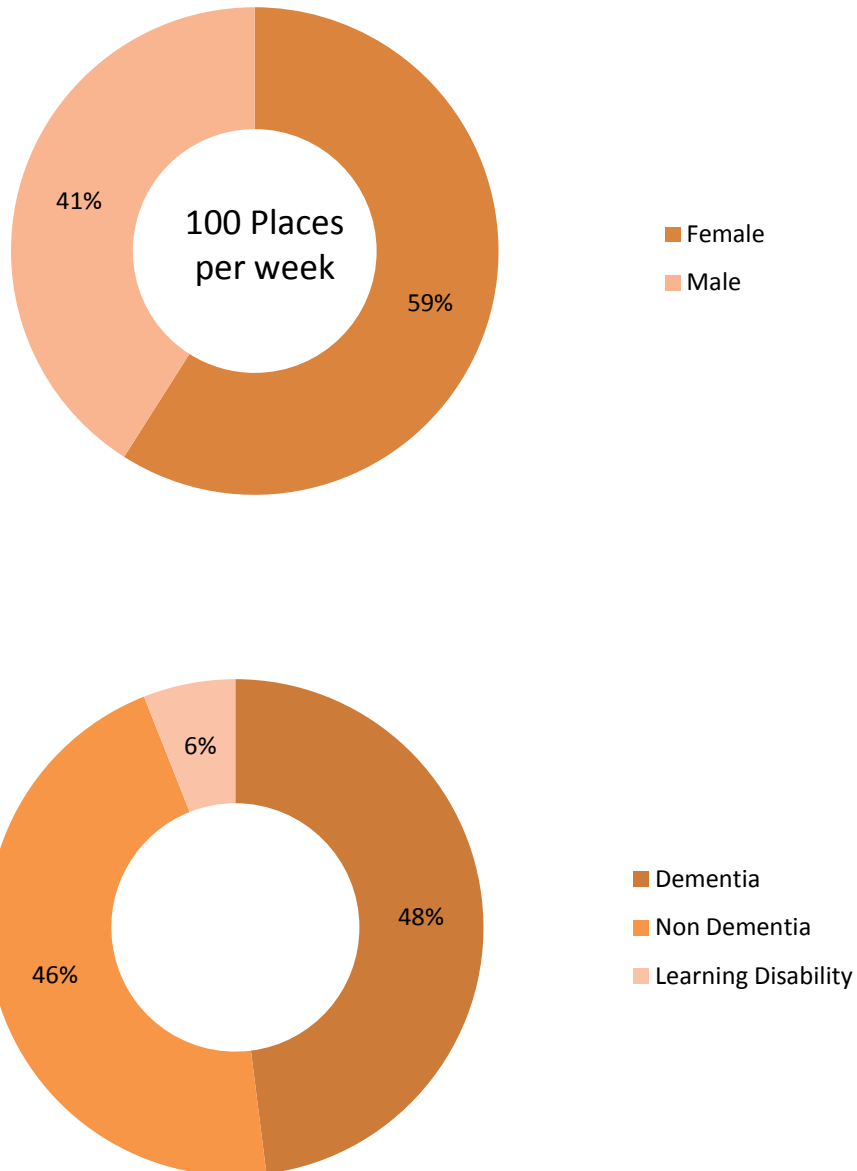 41%
100 Places
per week
59%
Female
Male
6%
48%
46%
Dementia
Non Dementia
Learning Disability